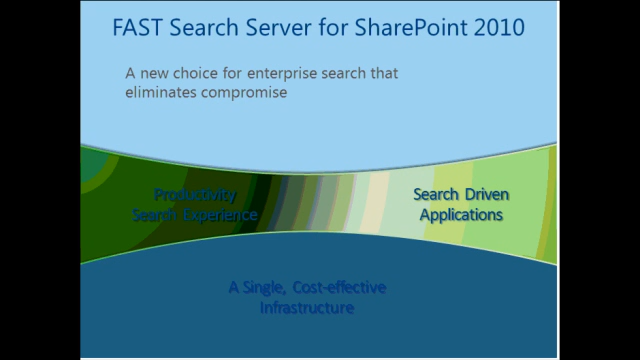 FAST Search Server for SharePoint 2010
A new choice for enterprise search that
eliminates compromise
Productivity
Search Experience
Search Driven
Applications
A Single, Cost-effective
Infrastructure